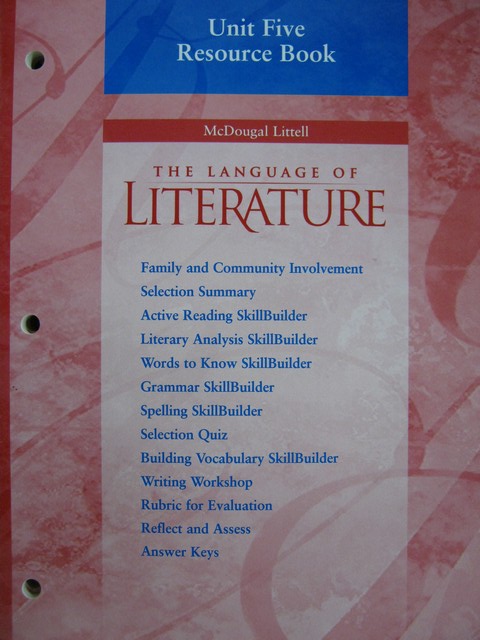 Unit Five
Resource Book
McDougal Littell
THE LANGUAGE OF
LITERATURE
Family and Community Involvement
Selection Summary
Active Reading SkillBuilder
Literary Analysis SkillBuilder
Words to Know SkillBuilder
Grammar SkillBuilder
Spelling SkillBuilder
Selection Quiz
Building Vocabulary SkillBuilder
Writing Workshop
Rubric for Evaluation
Reflect and Assess
Answer Keys